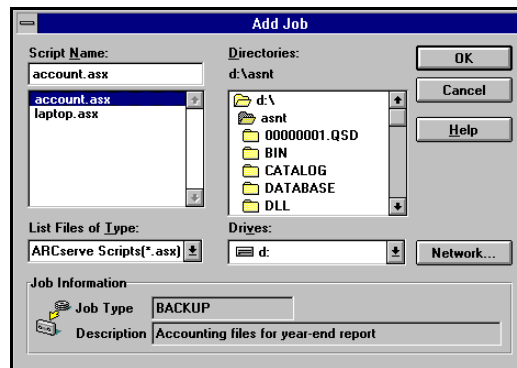 Add Job
Script Name:
account.asx
account.asx
laptop.asx
List Files of Type:
ARCserve Scripts(*.asx)
Directories:
d:\asnt
d:\
asnt
00000001.QSD
BIN
CATALOG
DATABASE
DLL
Drives:
d:
OK
Cancel
Help
Network...
Job Information
Job Type BACKUP
Description Accounting files for year-end report